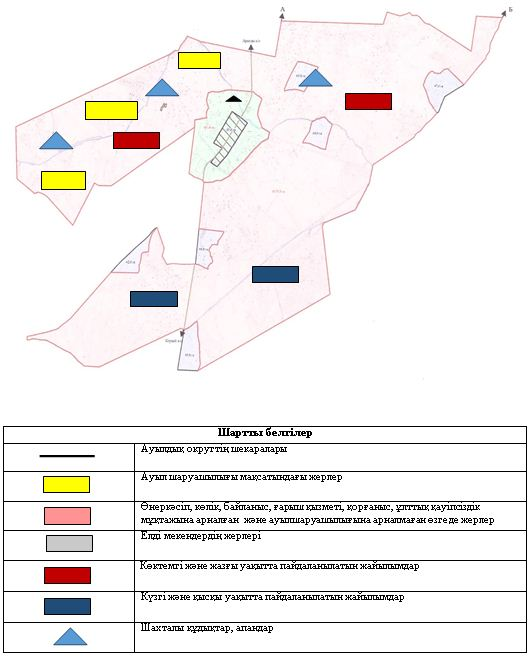 А
Б
Шартты белгілер
Ауылдық округтің шекаралары
Ауыл шаруашылығы мақсатындағы жерлер
Өнеркәсіп, көлік, байланыс, ғарыш қызметі, қорғаныс, ұлттық қауіпсіздік
мұқтажына арналған және ауылшаруашылығына арналмаған өзге де жерлер
Елді мекендердің жерлері
Көктемгі және жазғы уақытта пайдаланылатын жайылымдар
Күзгі және қысқы уақытта пайдаланылатын жайылымдар
Шахталы құдықтар, апандар